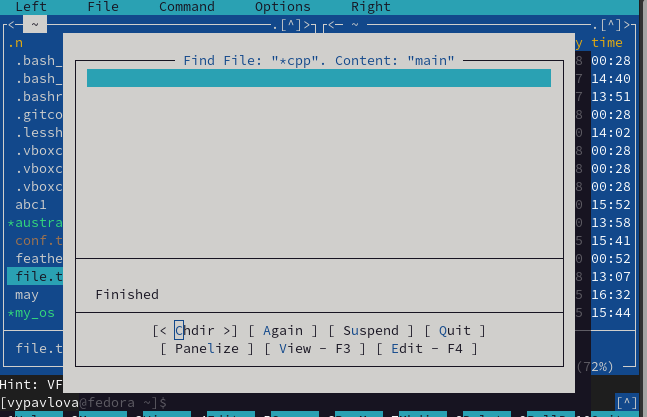 Left File Command Options Right
~ .[^]> ~ .[^]>
.n y time
Find File: "*cpp". Content: "main"
.bash_ 8 00:28
.bash_ 7 14:40
.bashr 7 13:51
.gitco 8 00:28
.lessh 0 14:02
.vboxc 8 00:28
.vboxc 8 00:28
.vboxc 8 00:28
abc1 0 15:52
*austra 0 13:58
conf.t 5 15:41
feathe 0 00:52
file.t 8 13:07
may Finished 5 16:32
*my_os 5 15:44
[< Chdir >] [ Again ] [ Suspend ] [ Quit ]
file.t [ Panelize ] [ View - F3 ] [ Edit - F4 ]
(72%)
Hint: VF
[vypavlova@fedora ~]$ [^]